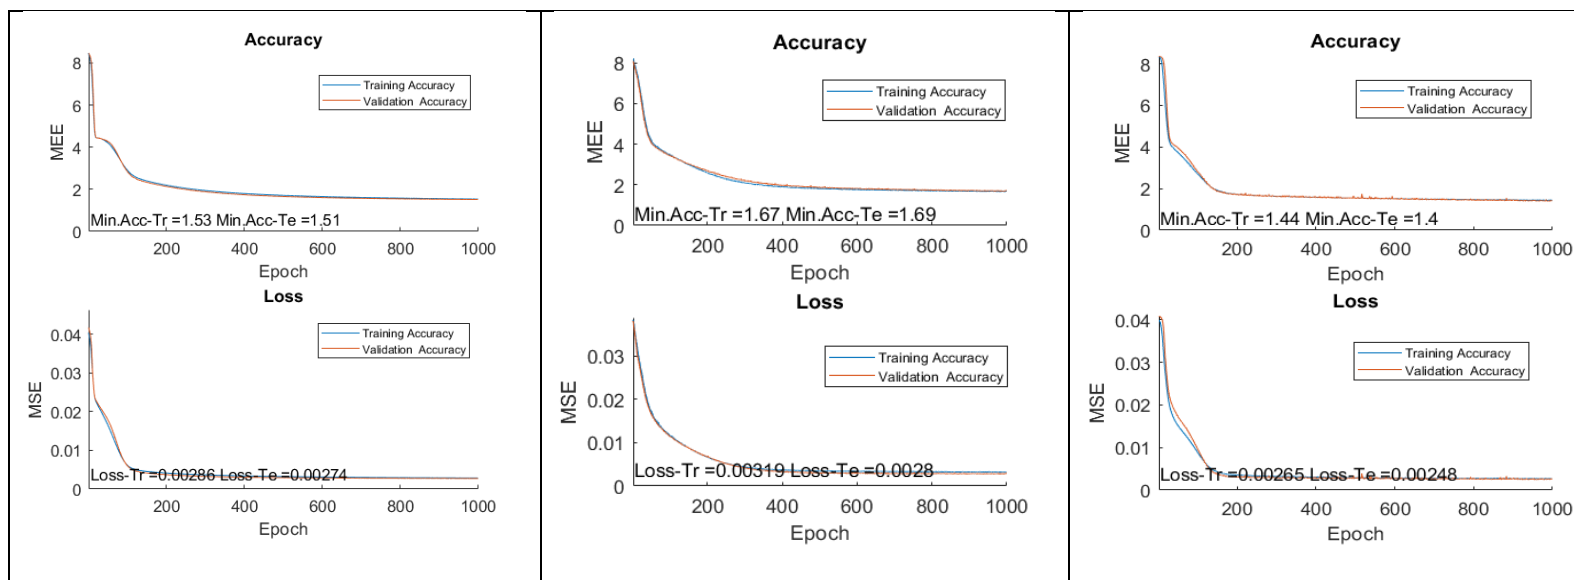 Accuracy
8
6
4
2
0
MEE
Training Accuracy
Validation Accuracy
Min.Acc-Tr =1.53 Min.Acc-Te =1.51
200 400 600 800 1000
Epoch
Loss
0.04
0.03
0.02
0.01
0
MSE
Training Accuracy
Validation Accuracy
Loss-Tr =0.00286 Loss-Te =0.00274
200 400 600 800 1000
Epoch
Accuracy
8
6
4
2
0
MEE
Training Accuracy
Validation Accuracy
Min.Acc-Tr =1.67 Min.Acc-Te =1.69
200 400 600 800 1000
Epoch
Loss
0.03
0.02
0.01
0
MSE
Training Accuracy
Validation Accuracy
Loss-Tr =0.00319 Loss-Te =0.0028
200 400 600 800 1000
Epoch
Accuracy
8
6
4
2
0
MEE
Training Accuracy
Validation Accuracy
Min.Acc-Tr =1.44 Min.Acc-Te =1.4
200 400 600 800 1000
Epoch
Loss
0.04
0.03
0.02
0.01
0
MSE
Training Accuracy
Validation Accuracy
Loss-Tr =0.00265 Loss-Te =0.00248
200 400 600 800 1000
Epoch